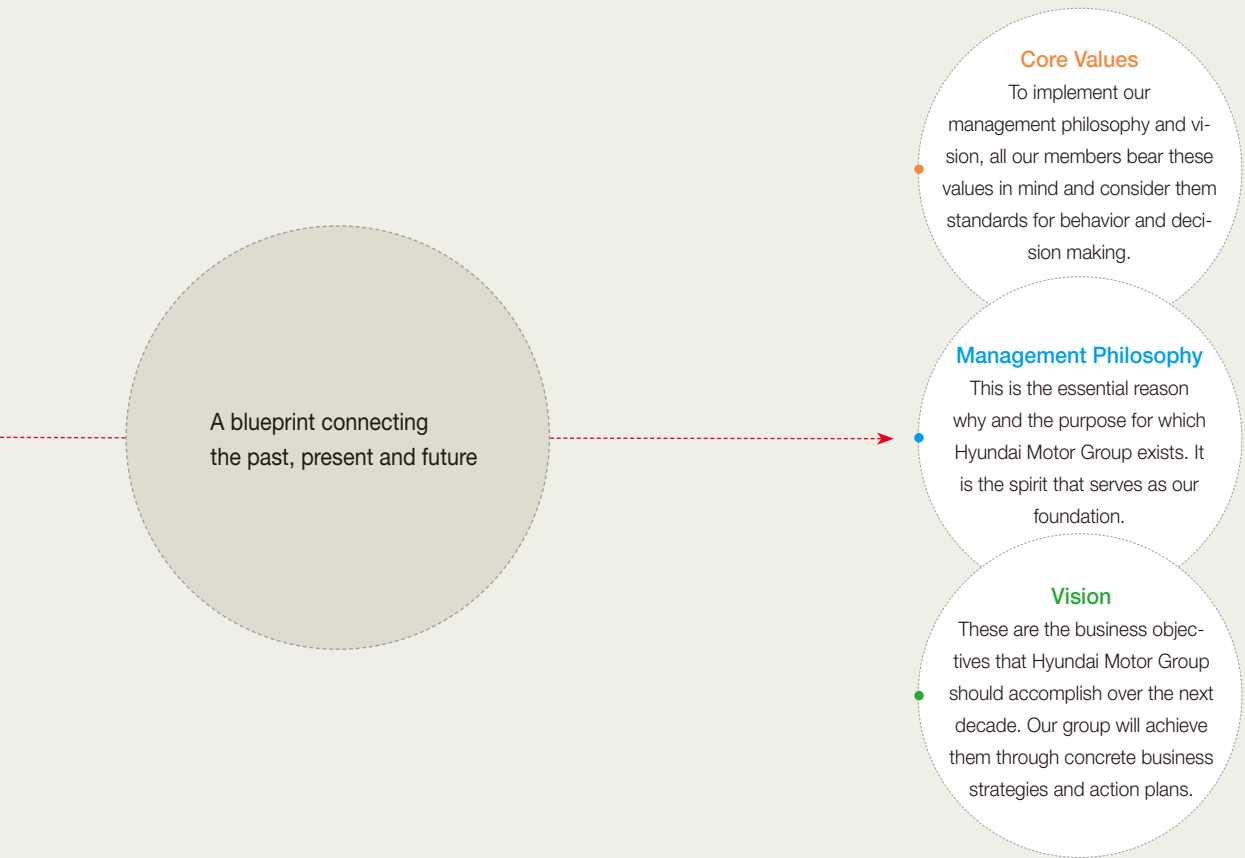 A blueprint connecting
the past, present and future
Core Values
To implement our
management philosophy and vi-
sion, all our members bear these
values in mind and consider them
standards for behavior and deci-
sion making.
Management Philosophy
This is the essential reason
why and the purpose for which
Hyundai Motor Group exists. It
is the spirit that serves as our
foundation.
Vision
These are the business objec-
tives that Hyundai Motor Group
should accomplish over the next
decade. Our group will achieve
them through concrete business
strategies and action plans.